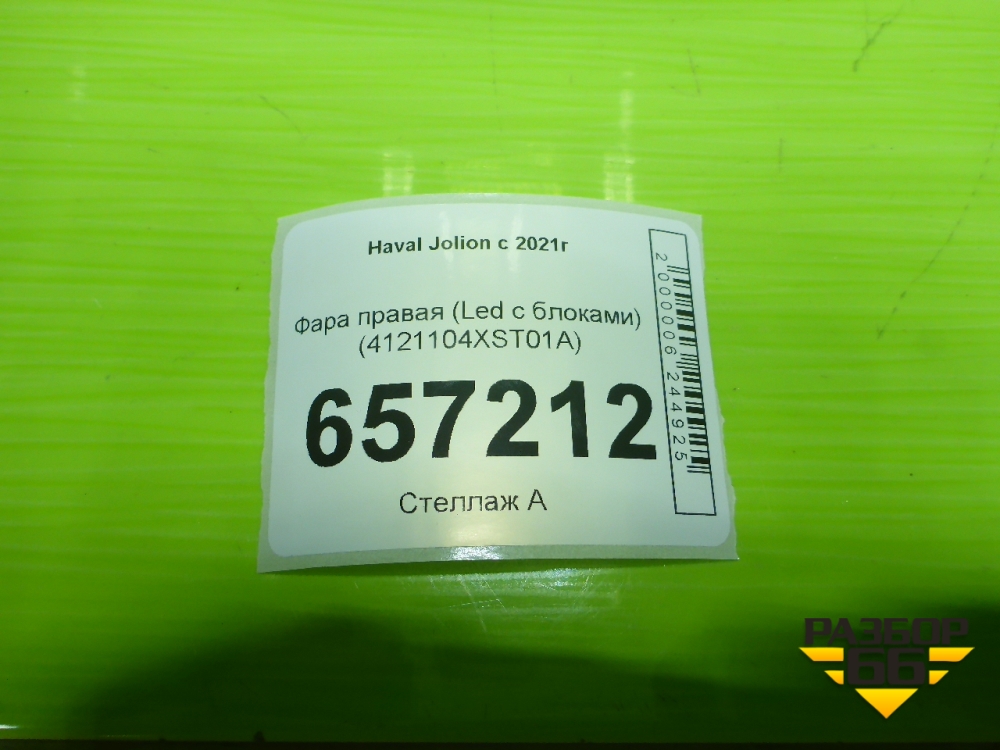 Haval Jolion с 2021г
Фара правая (Led с блоками)
(4121104XST01A)
657212
Стеллаж А
2000006244925
РАЗБОР
66